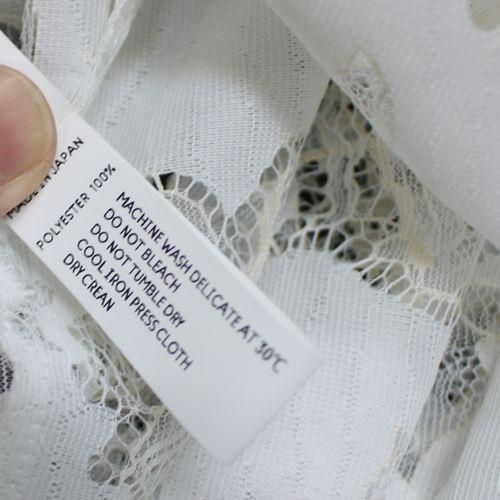 MADE IN JAPAN
POLYESTER 100%
MACHINE WASH DELICATE AT 30℃
DO NOT BLEACH
DO NOT TUMBLE DRY
COOL IRON PRESS CLOTH
DRY CREAN